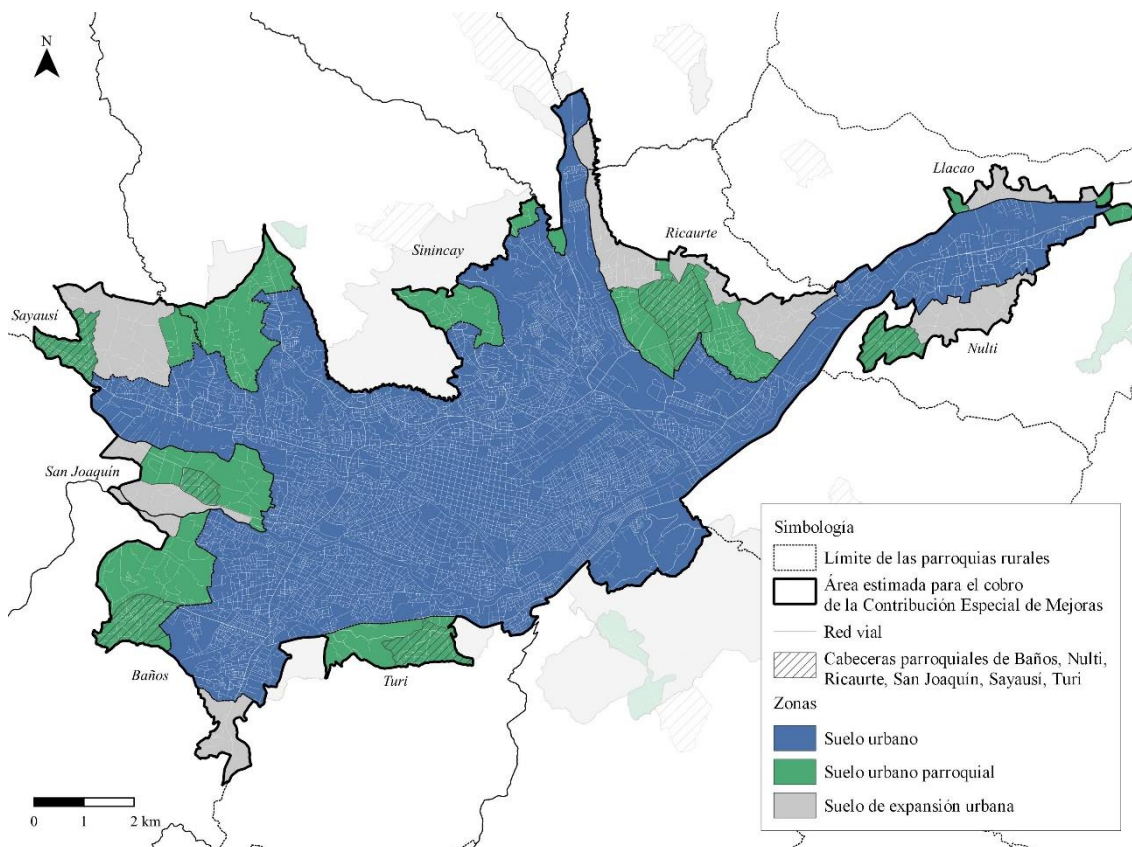 N
Llacao
Ricaurte
Sinincay
Sayausí
Nulti
San Joaquín
Baños
Turi
Simbología
Límite de las parroquias rurales
Área estimada para el cobro
de la Contribución Especial de Mejoras
Red vial
Cabeceras parroquiales de Baños, Nulti,
Ricaurte, San Joaquín, Sayausí, Turi
Zonas
Suelo urbano
Suelo urbano parroquial
Suelo de expansión urbana
0 1 2 km